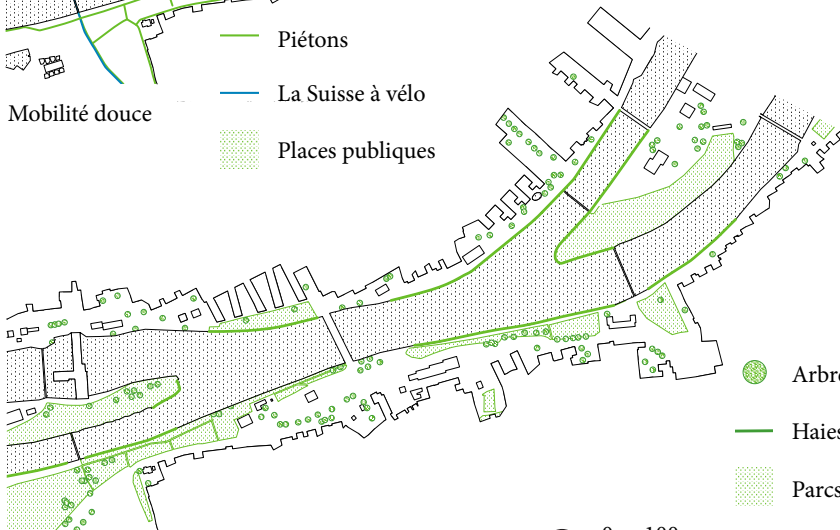 Piétons
La Suisse à vélo
Mobilité douce
Places publiques
Arbre
Haies
Parcs